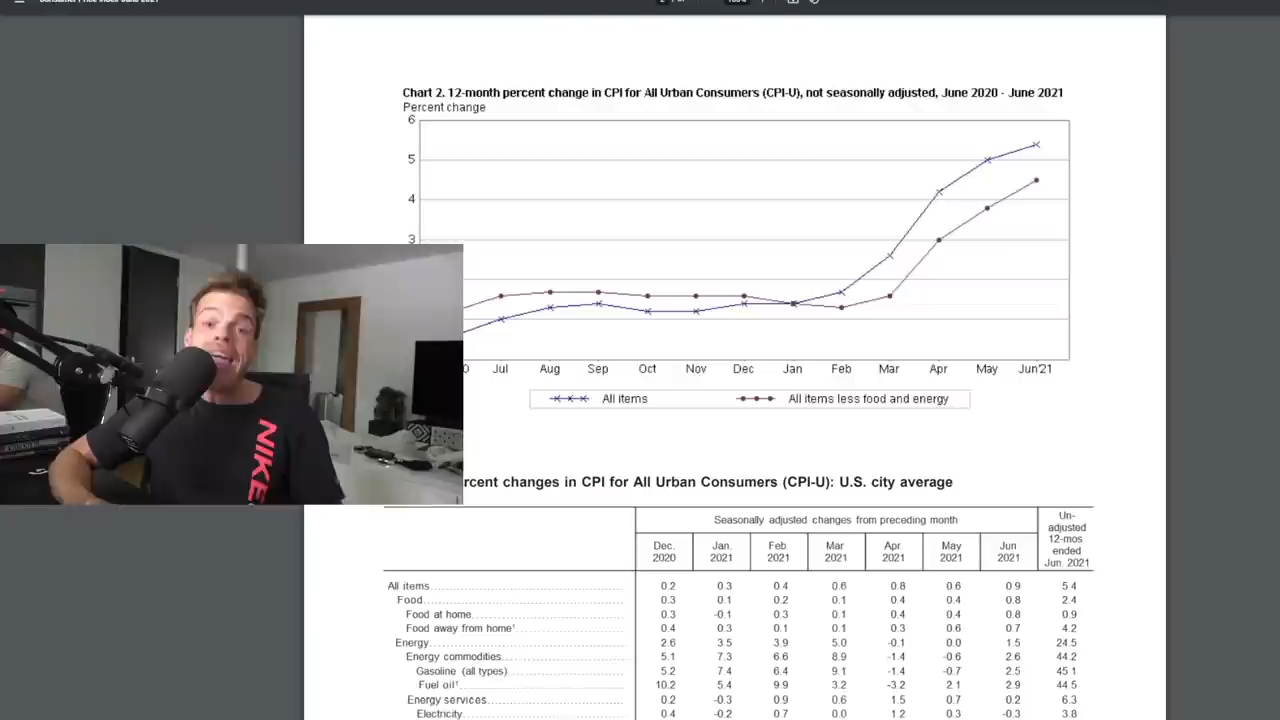 Consumer Price Index June 2021
Chart 2. 12-month percent change in CPI for All Urban Consumers (CPI-U), not seasonally adjusted, June 2020 - June 2021
Percent change
6
5
4
3
Jul Aug Sep Oct Nov Dec Jan Feb Mar Apr May Jun'21
All items All items less food and energy
NIKE
rcent changes in CPI for All Urban Consumers (CPI-U): U.S. city average
Seasonally adjusted changes from preceding month
Un-
adjusted
12-mos
ended
Jun. 2021
Dec. 2020 Jan. 2021 Feb 2021 Mar 2021 Apr 2021 May 2021 Jun 2021
All items 0.2 0.3 0.4 0.6 0.8 0.6 0.9 5.4
Food 0.3 0.1 0.2 0.1 0.4 0.4 0.8 2.4
Food at home 0.3 -0.1 0.3 0.1 0.4 0.4 0.8 0.9
Food away from home¹ 0.4 0.3 0.1 0.1 0.3 0.6 0.7 4.2
Energy 2.6 3.5 3.9 5.0 -0.1 0.0 1.5 24.5
Energy commodities 5.1 7.3 6.6 8.9 -1.4 -0.6 2.6 44.2
Gasoline (all types) 5.2 7.4 6.4 9.1 -1.4 -0.7 2.5 45.1
Fuel oil¹ 10.2 5.4 9.9 3.2 -3.2 2.1 2.9 44.5
Energy services 0.2 -0.3 0.9 0.6 1.5 0.7 0.2 6.3
Electricity 0.4 -0.2 0.7 0.0 1.2 0.3 -0.3 3.8